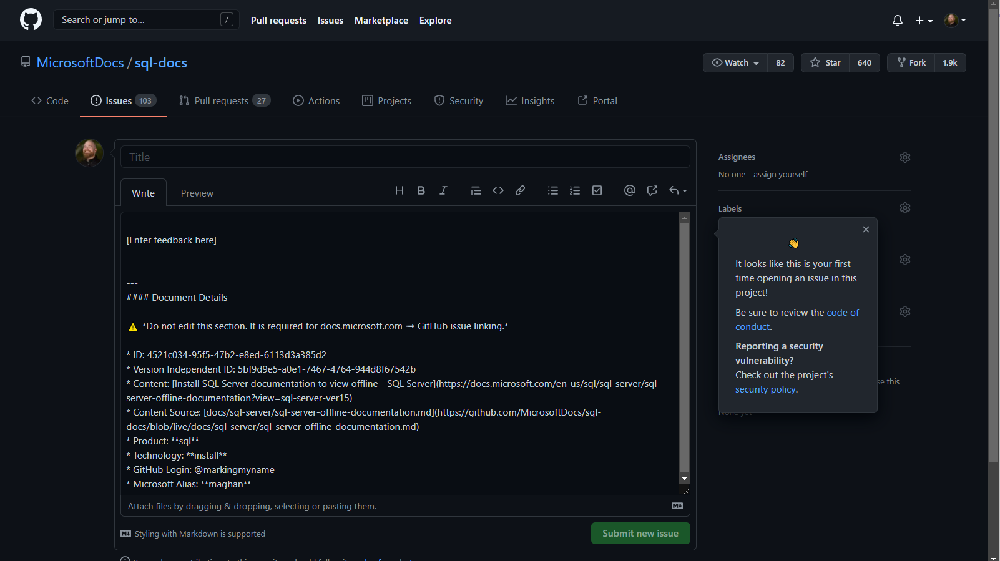 Search or jump to... /
Pull requests Issues Marketplace Explore
MicrosoftDocs / sql-docs
Watch 82 Star 640 Fork 1.9k
Code Issues 103 Pull requests 27 Actions Projects Security Insights Portal
Title
Write Preview
[Enter feedback here]
---
#### Document Details
⚠ *Do not edit this section. It is required for docs.microsoft.com ➟ GitHub issue linking.*
* ID: 4521c034-95f5-47b2-e8ed-6113d3a385d2
* Version Independent ID: 5bf9d9e5-a0e1-7467-4764-944d8f67542b
* Content: [Install SQL Server documentation to view offline - SQL Server](https://docs.microsoft.com/en-us/sql/sql-server/sql-
server-offline-documentation?view=sql-server-ver15)
* Content Source: [docs/sql-server/sql-server-offline-documentation.md](https://github.com/MicrosoftDocs/sql-
docs/blob/live/docs/sql-server/sql-server-offline-documentation.md)
* Product: **sql**
* Technology: **install**
* GitHub Login: @markingmyname
* Microsoft Alias: **maghan**
Attach files by dragging & dropping, selecting or pasting them.
Styling with Markdown is supported
Submit new issue
Assignees
No one—assign yourself
Labels
It looks like this is your first
time opening an issue in this
project!
Be sure to review the code of
conduct.
Reporting a security
vulnerability?
Check out the project's
security policy.
se this
None yet